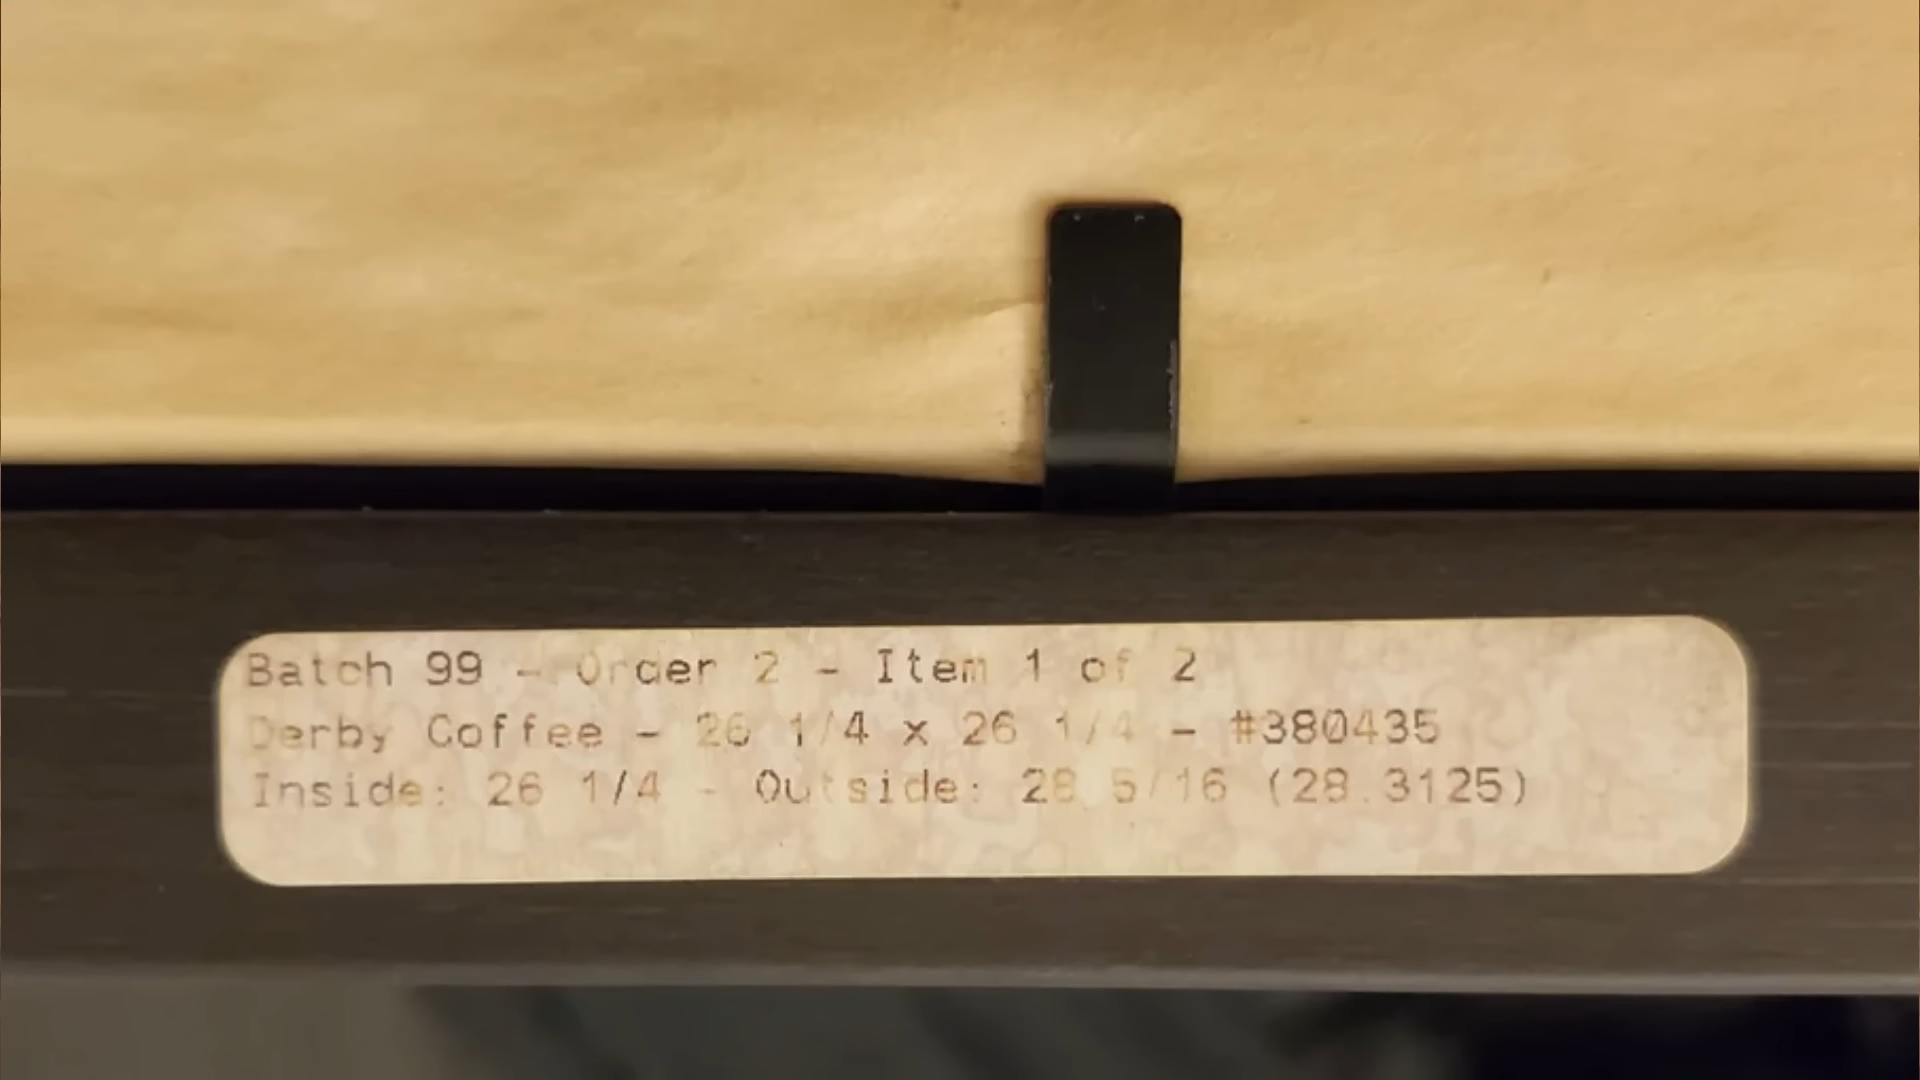 Batch 99 - Order 2 - Item 1 of 2
Derby Coffee - 26 1/4 x 26 1/4 - #380435
Inside: 26 1/4 - Outside: 28 5/16 (28.3125)